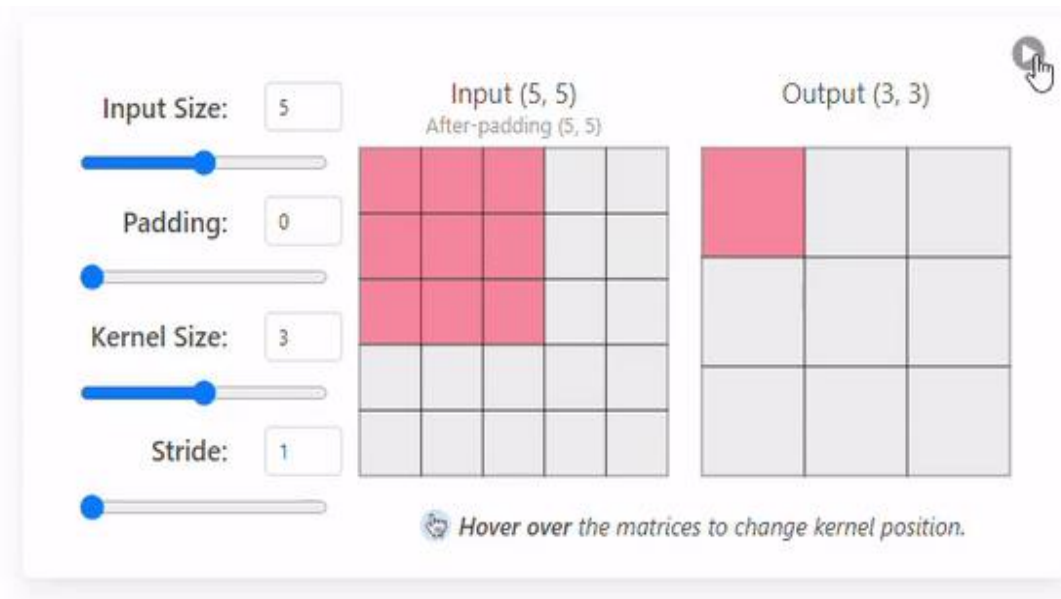 Input Size: 5
Padding: 0
Kernel Size: 3
Stride: 1
Input (5, 5)
After-padding (5, 5)
Output (3, 3)
Hover over the matrices to change kernel position.